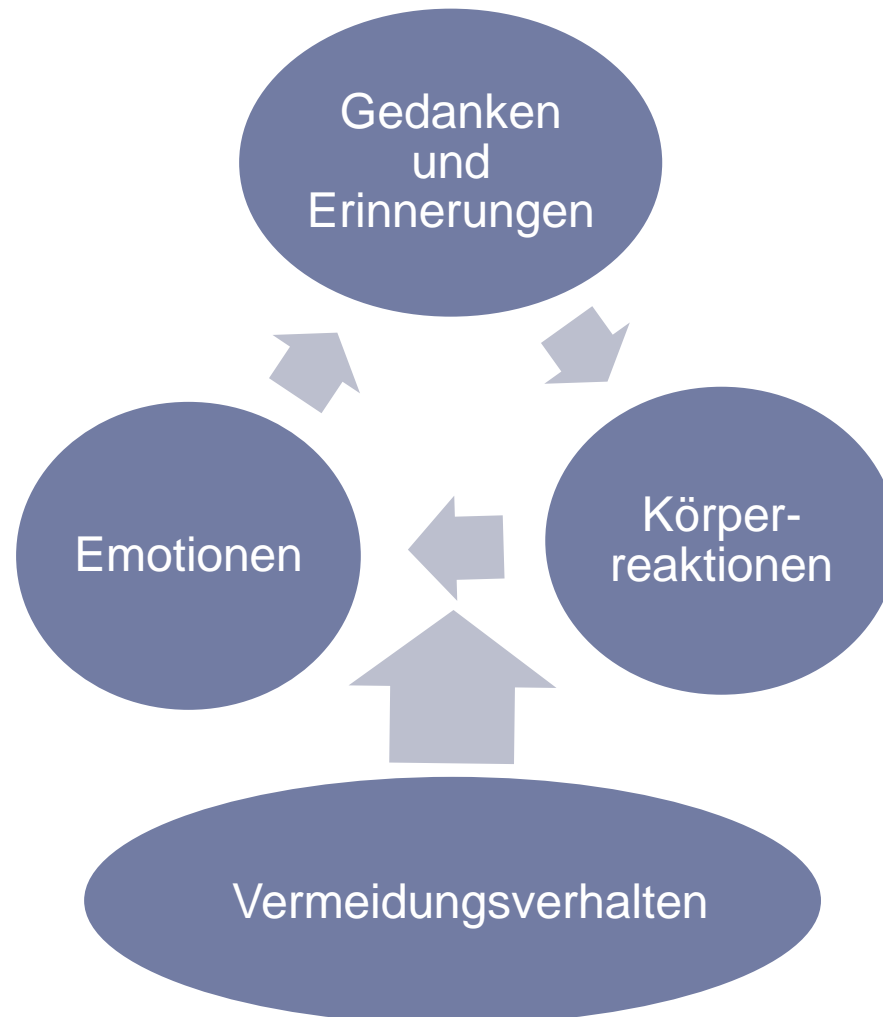 Gedanken
und
Erinnerungen
Körper-
reaktionen
Emotionen
Vermeidungsverhalten